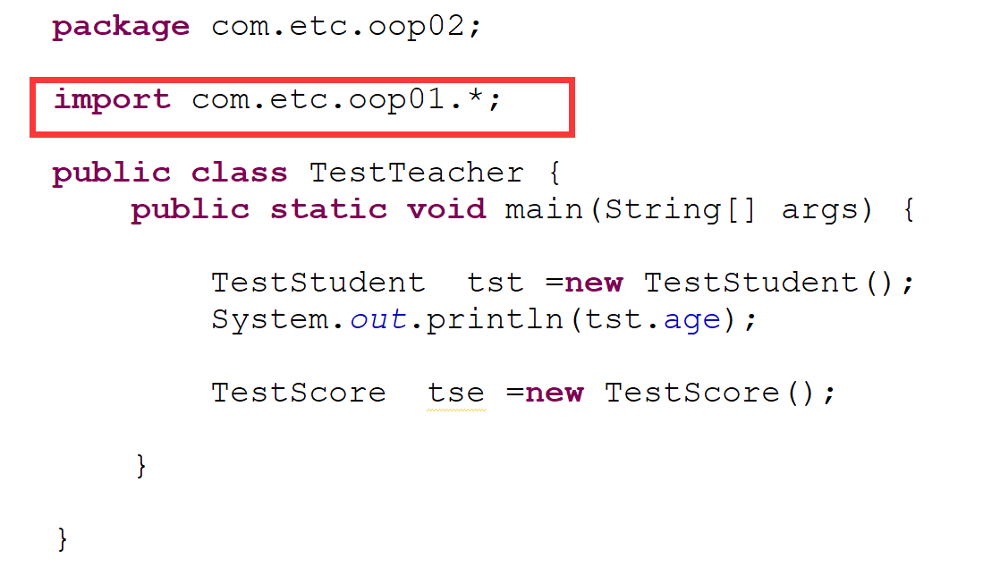 package com.etc.oop02;
import com.etc.oop01.*;
public class TestTeacher {
public static void main(String[] args) {
TestStudent  tst =new TestStudent();
System.out.println(tst.age);
TestScore  tse =new TestScore();
}
}